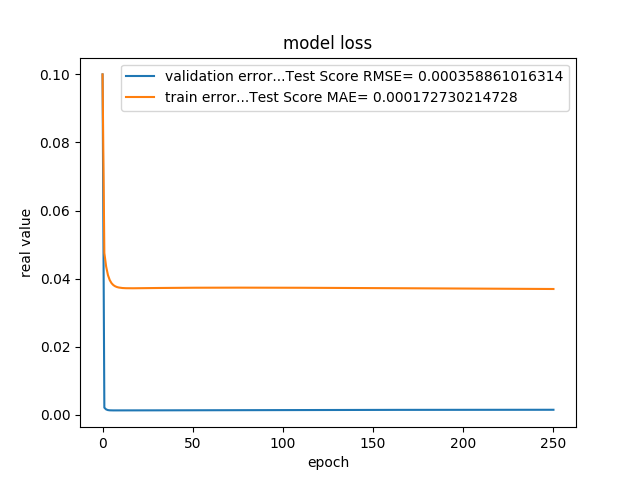 model loss
validation error...Test Score RMSE= 0.000358861016314
train error...Test Score MAE= 0.000172730214728
0.10
0.08
0.06
0.04
0.02
0.00
real value
0 50 100 150 200 250
epoch